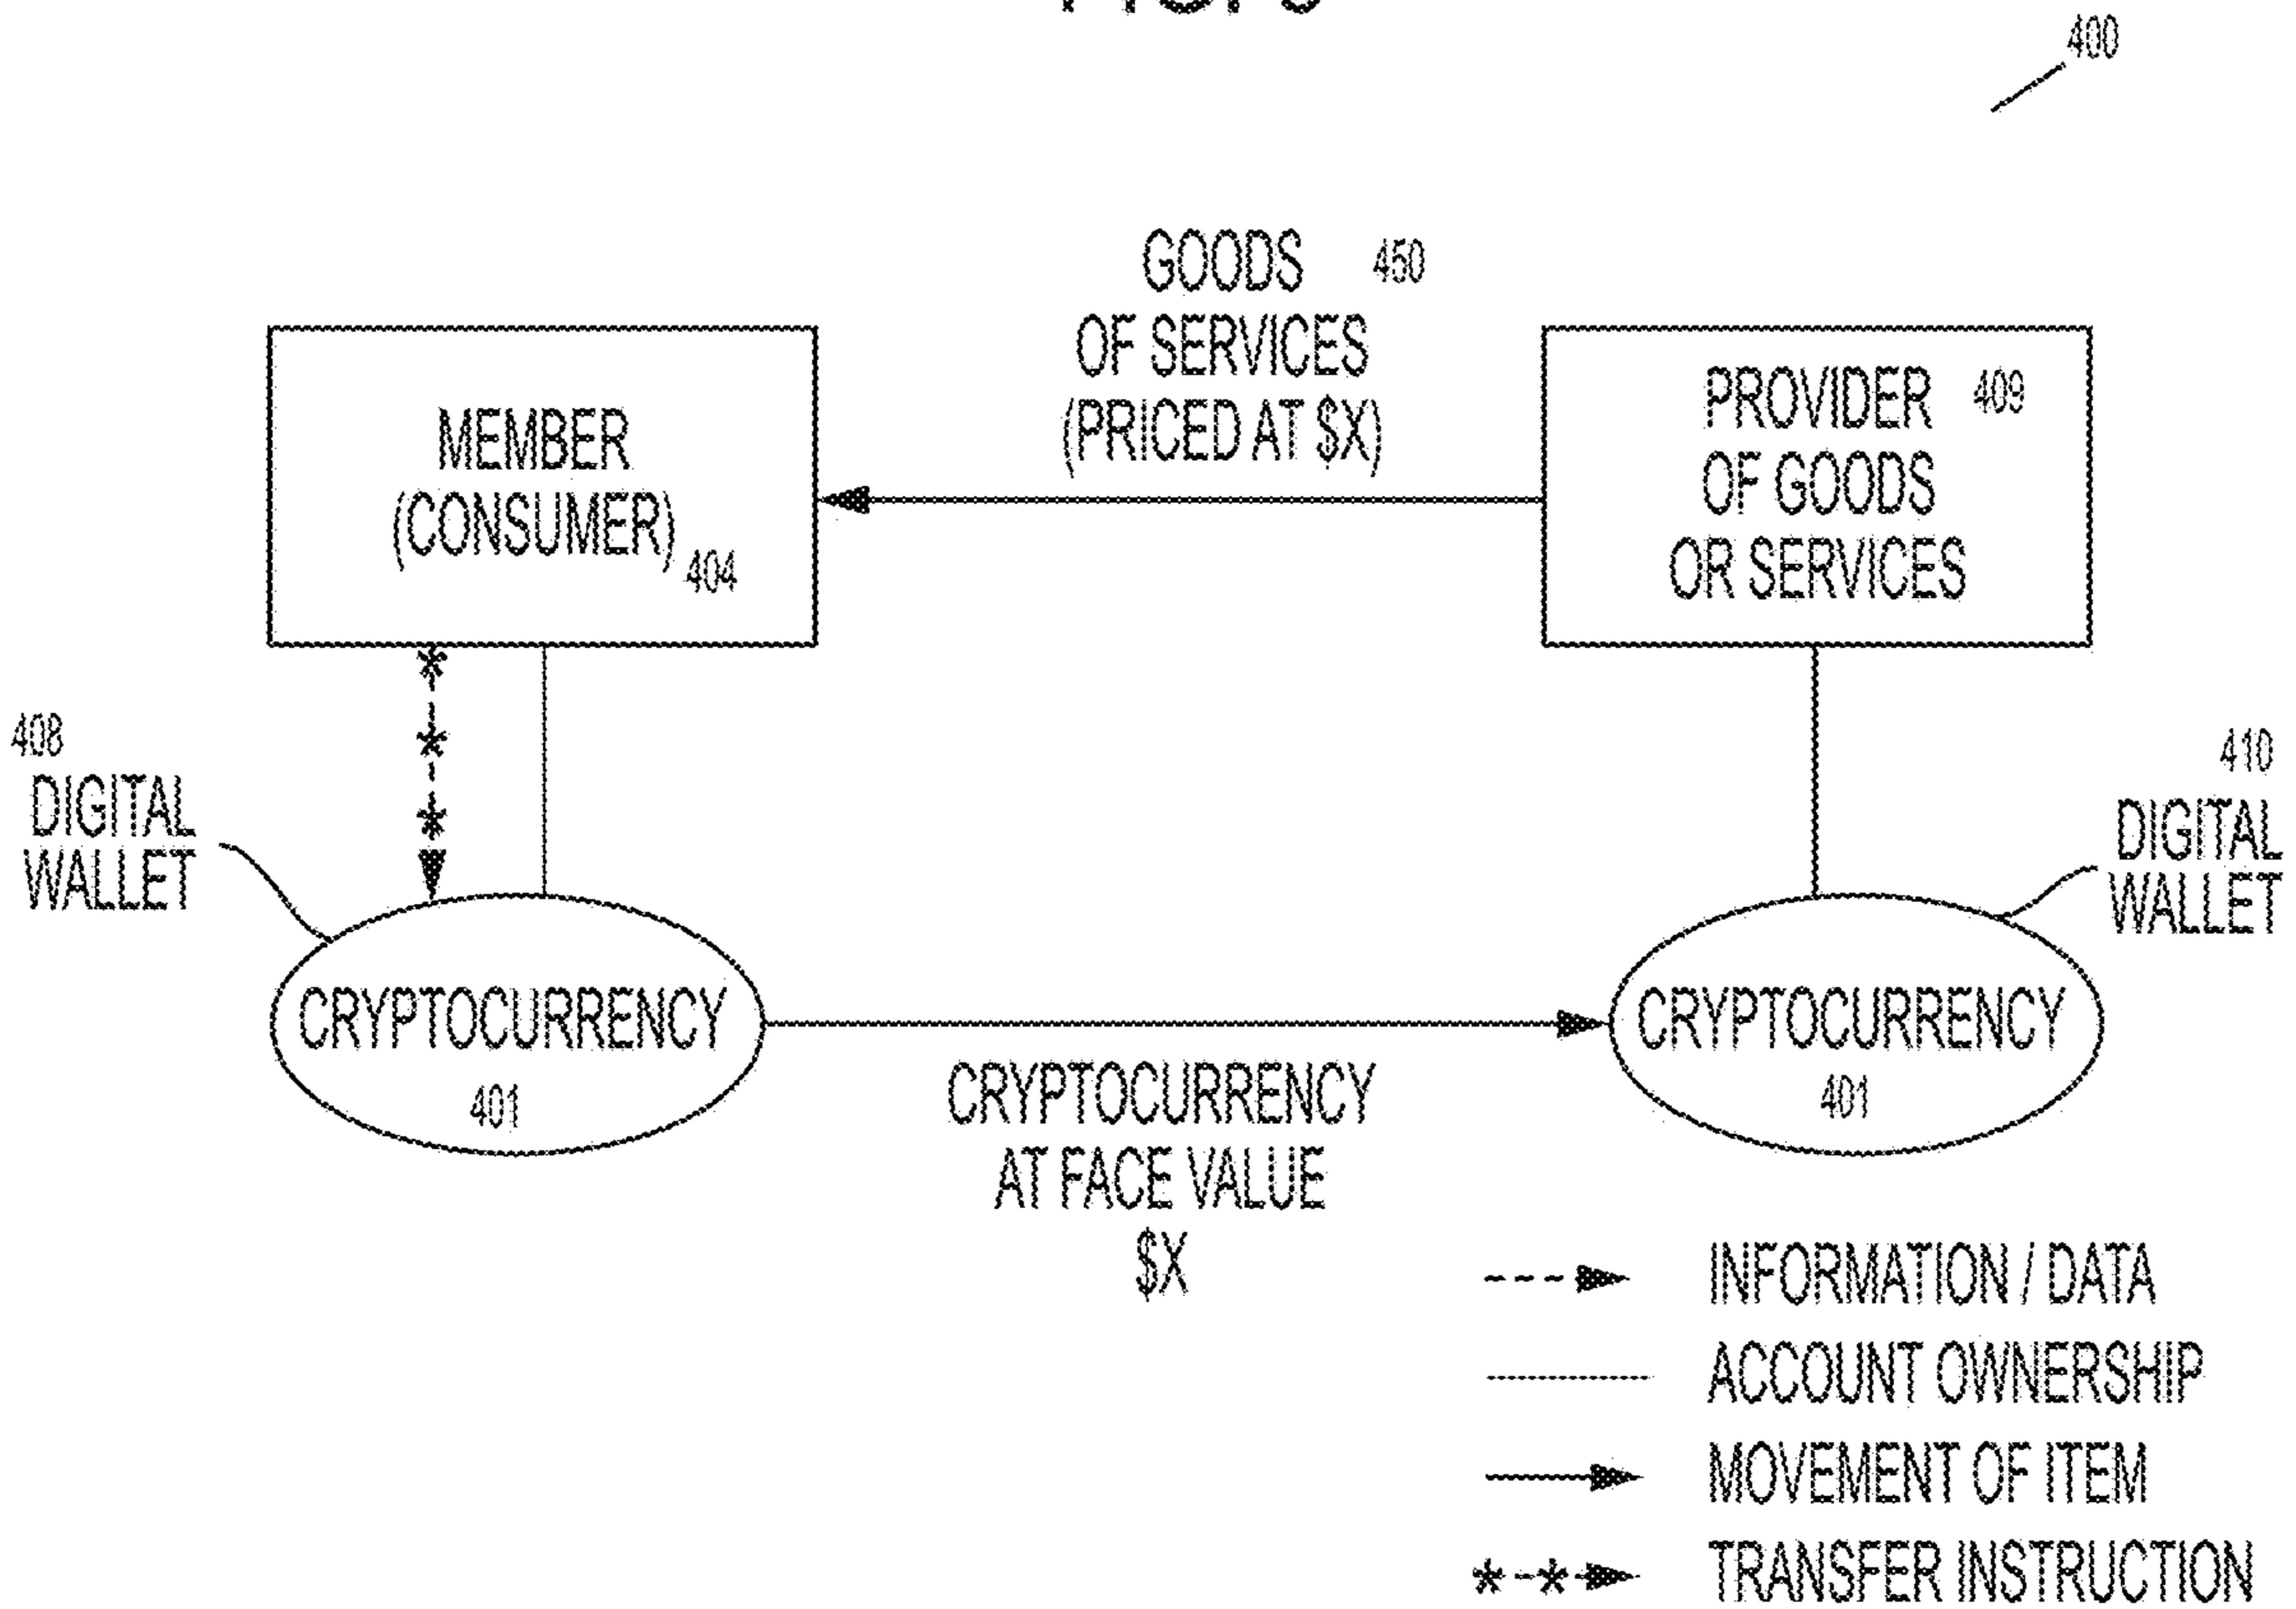 400
GOODS 450
OF SERVICES
(PRICED AT $X)
MEMBER
(CONSUMER)
404
PROVIDER 409
OF GOODS
OR SERVICES
408
DIGITAL
WALLET
410
DIGITAL
WALLET
CRYPTOCURRENCY
401
CRYPTOCURRENCY
AT FACE VALUE
$X
CRYPTOCURRENCY
401
INFORMATION / DATA
ACCOUNT OWNERSHIP
MOVEMENT OF ITEM
TRANSFER INSTRUCTION